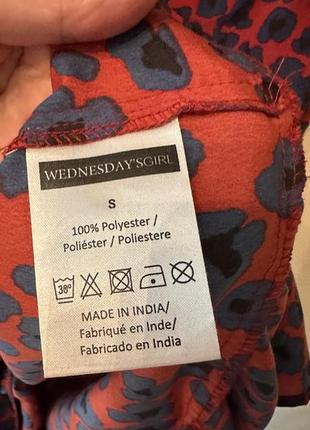 WEDNESDAY'SGIRL
S
100% Polyester/
Poliéster / Poliestere
30°
MADE IN INDIA/
Fabriqué en Inde/
Fabricado en India